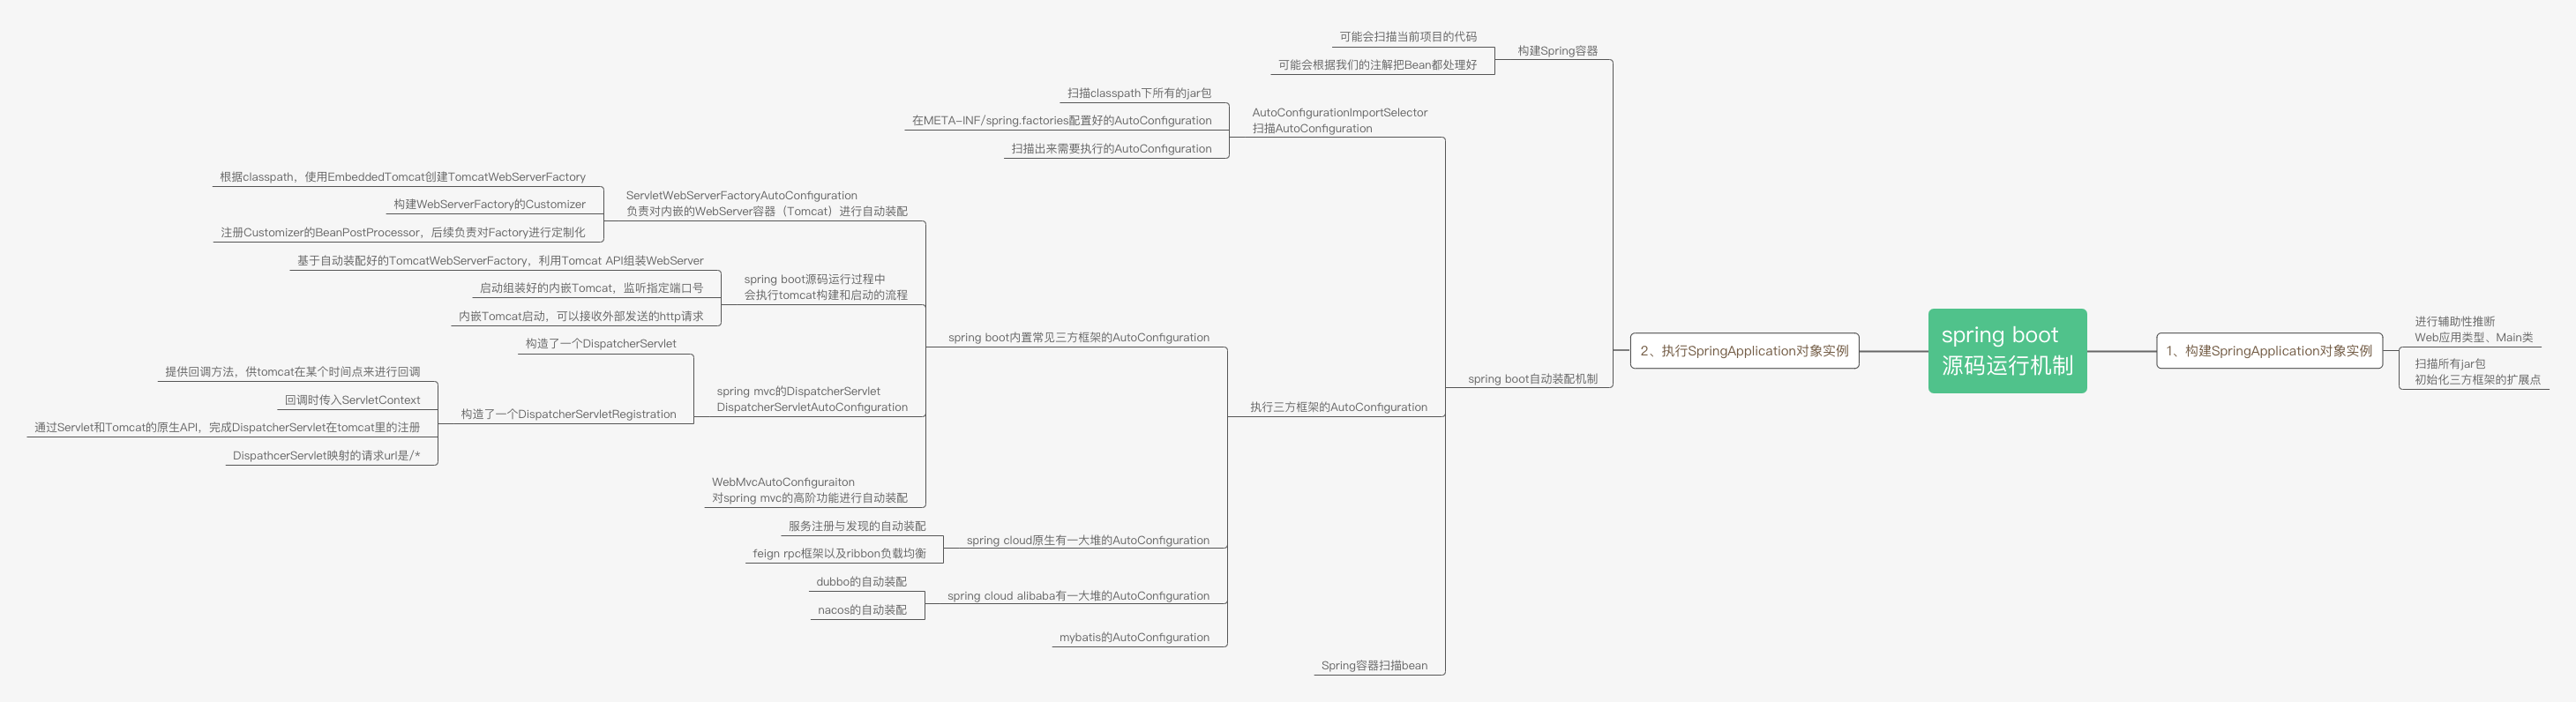 spring boot
源码运行机制
1、构建SpringApplication对象实例
进行辅助性推断
Web应用类型、Main类
扫描所有jar包
初始化三方框架的扩展点
2、执行SpringApplication对象实例
构建Spring容器
可能会扫描当前项目的代码
可能会根据我们的注解把Bean都处理好
spring boot自动装配机制
AutoConfigurationImportSelector
扫描AutoConfiguration
扫描classpath下所有的jar包
在META-INF/spring.factories配置好的AutoConfiguration
扫描出来需要执行的AutoConfiguration
执行三方框架的AutoConfiguration
spring boot内置常见三方框架的AutoConfiguration
ServletWebServerFactoryAutoConfiguration
负责对内嵌的WebServer容器（Tomcat）进行自动装配
根据classpath，使用EmbeddedTomcat创建TomcatWebServerFactory
构建WebServerFactory的Customizer
注册Customizer的BeanPostProcessor，后续负责对Factory进行定制化
spring boot源码运行过程中
会执行tomcat构建和启动的流程
基于自动装配好的TomcatWebServerFactory，利用Tomcat API组装WebServer
启动组装好的内嵌Tomcat，监听指定端口号
内嵌Tomcat启动，可以接收外部发送的http请求
spring mvc的DispatcherServlet
DispatcherServletAutoConfiguration
构造了一个DispatcherServlet
构造了一个DispatcherServletRegistration
提供回调方法，供tomcat在某个时间点来进行回调
回调时传入ServletContext
通过Servlet和Tomcat的原生API，完成DispatcherServlet在tomcat里的注册
DispathcerServlet映射的请求url是/*
WebMvcAutoConfiguraiton
对spring mvc的高阶功能进行自动装配
spring cloud原生有一大堆的AutoConfiguration
服务注册与发现的自动装配
feign rpc框架以及ribbon负载均衡
spring cloud alibaba有一大堆的AutoConfiguration
dubbo的自动装配
nacos的自动装配
mybatis的AutoConfiguration
Spring容器扫描bean